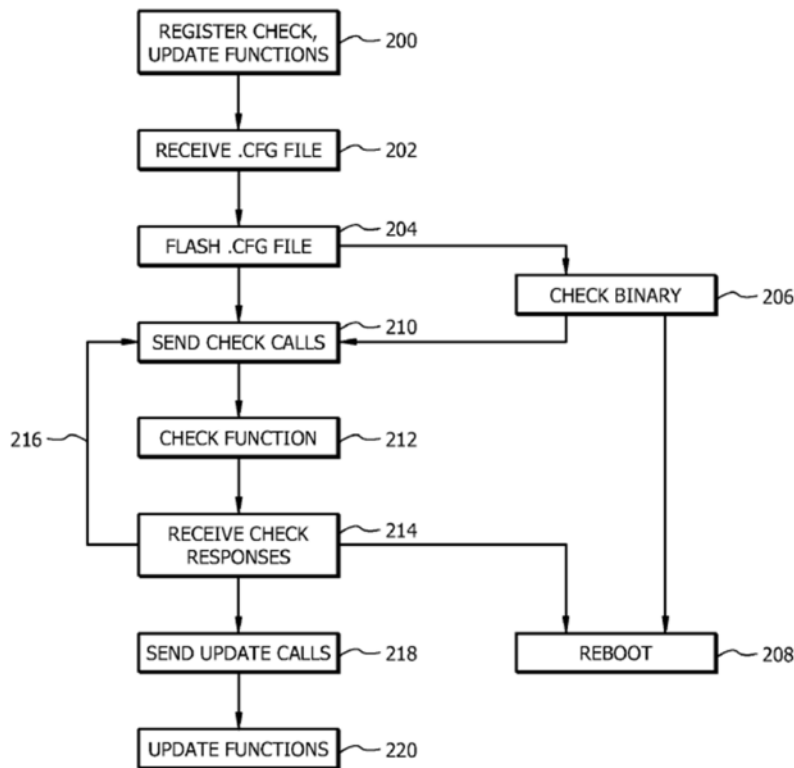 REGISTER CHECK,
UPDATE FUNCTIONS
200
RECEIVE .CFG FILE
202
FLASH .CFG FILE
204
CHECK BINARY
206
SEND CHECK CALLS
210
216
CHECK FUNCTION
212
RECEIVE CHECK
RESPONSES
214
SEND UPDATE CALLS
218
REBOOT
208
UPDATE FUNCTIONS
220